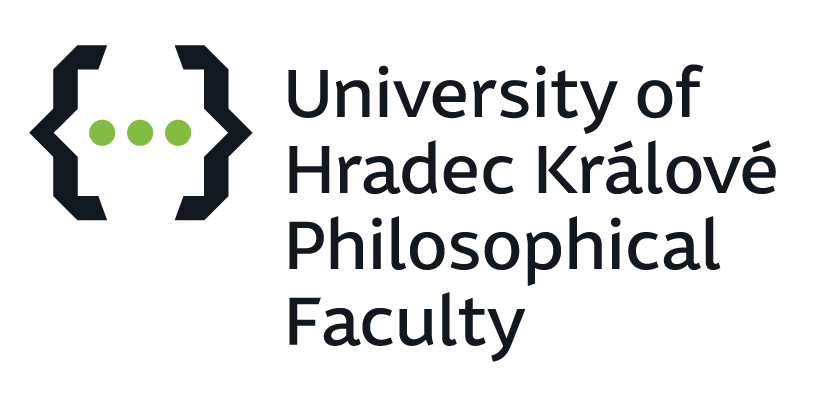 University of
Hradec Králové
Philosophical
Faculty